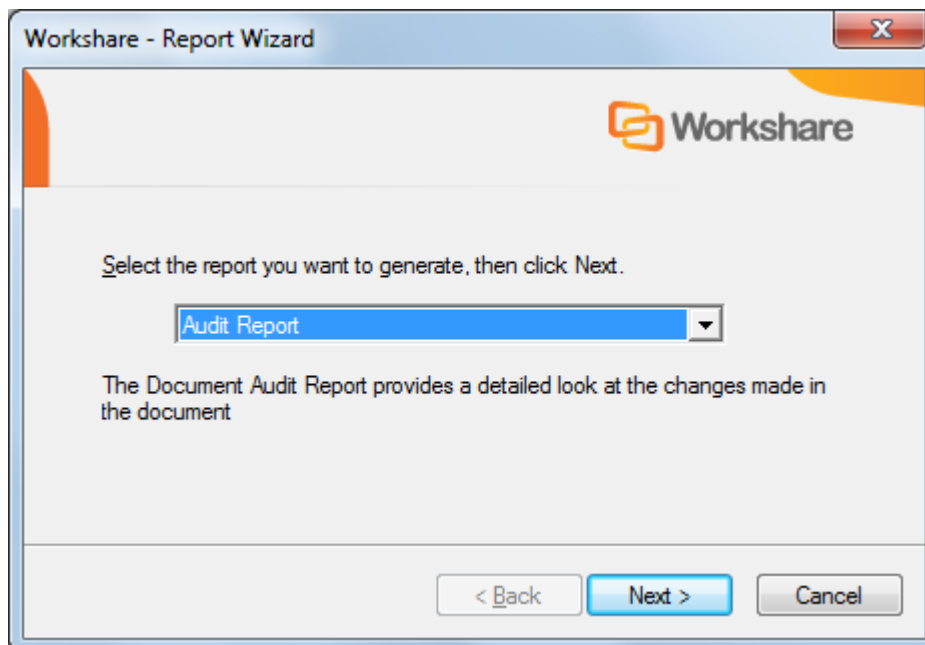 Workshare - Report Wizard
Workshare
Select the report you want to generate, then click Next.
Audit Report
The Document Audit Report provides a detailed look at the changes made in
the document
< Back
Next >
Cancel